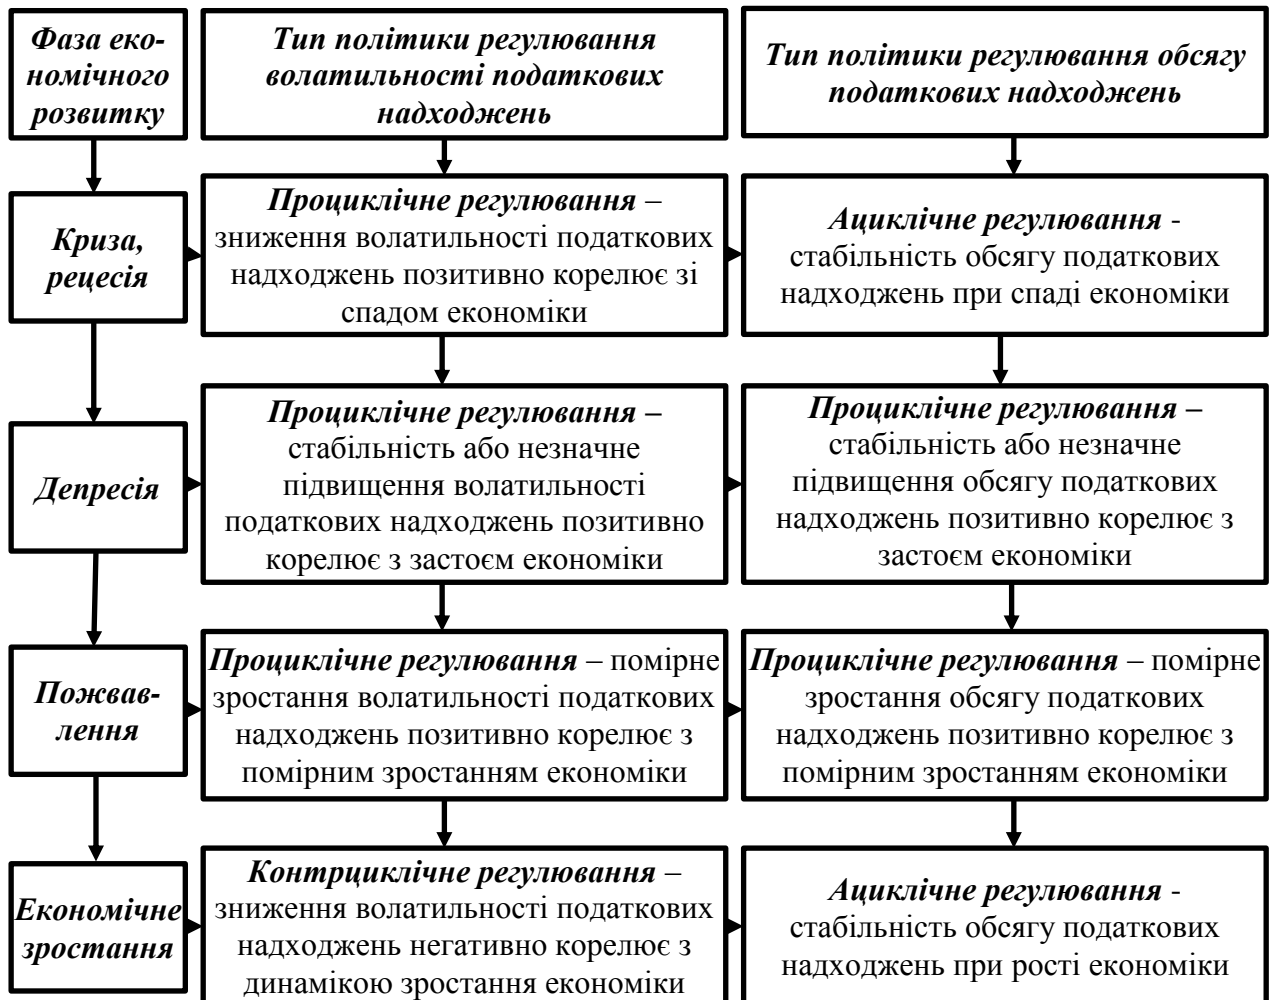 Фаза еко-
номічного
розвитку
Тип політики регулювання
волатильності податкових
надходжень
Тип політики регулювання обсягу
податкових надходжень
Криза,
рецесія
Проциклічне регулювання –
зниження волатильності податкових
надходжень позитивно корелює зі
спадом економіки
Ациклічне регулювання -
стабільність обсягу податкових
надходжень при спаді економіки
Депресія
Проциклічне регулювання –
стабільність або незначне
підвищення волатильності
податкових надходжень позитивно
корелює з застоєм економіки
Проциклічне регулювання –
стабільність або незначне
підвищення обсягу податкових
надходжень позитивно корелює з
застоєм економіки
Пожвав-
лення
Проциклічне регулювання – помірне
зростання волатильності податкових
надходжень позитивно корелює з
помірним зростанням економіки
Проциклічне регулювання – помірне
зростання обсягу податкових
надходжень позитивно корелює з
помірним зростанням економіки
Економічне
зростання
Контрциклічне регулювання –
зниження волатильності податкових
надходжень негативно корелює з
динамікою зростання економіки
Ациклічне регулювання -
стабільність обсягу податкових
надходжень при рості економіки